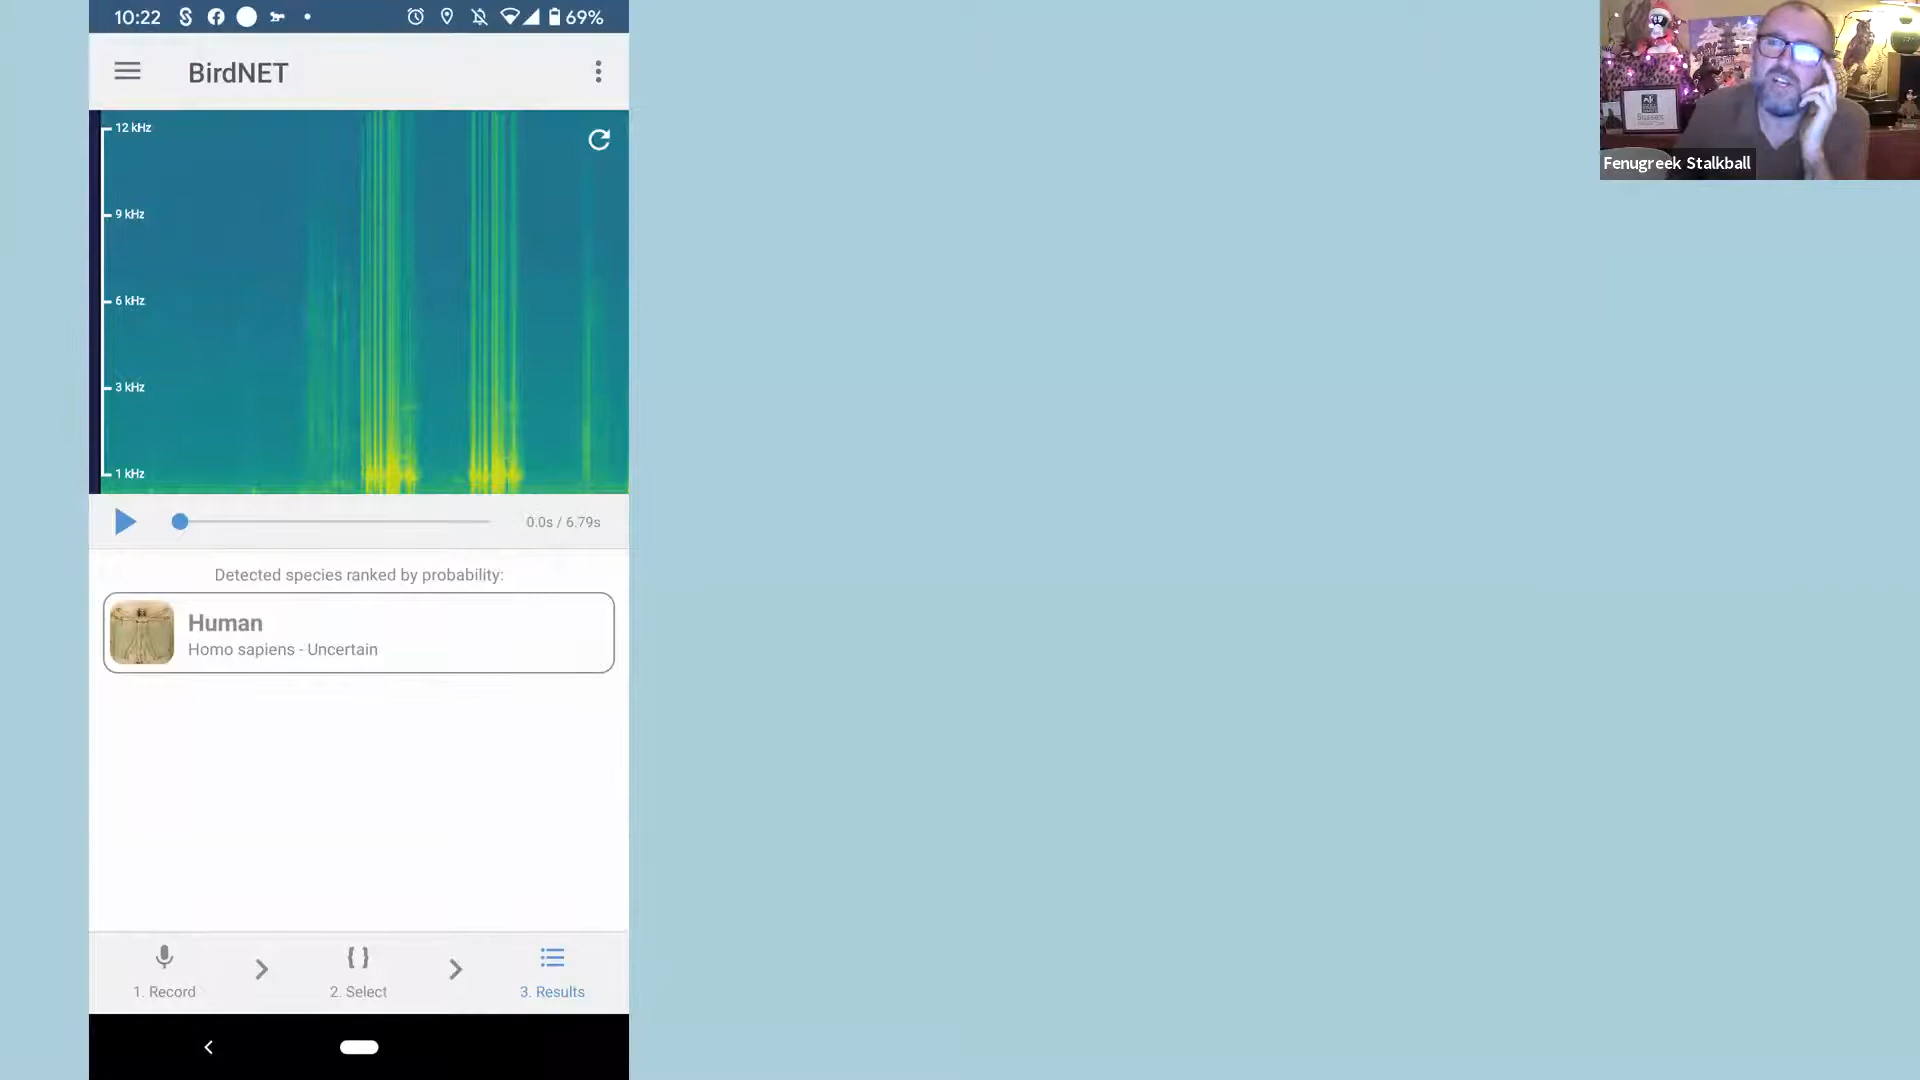 10:22
69%
BirdNET
12 kHz
9 kHz
6 kHz
3 kHz
1 kHz
0.0s / 6.79s
Detected species ranked by probability:
Human
Homo sapiens - Uncertain
1. Record
2. Select
3. Results
Sussex
Fenugreek Stalkball